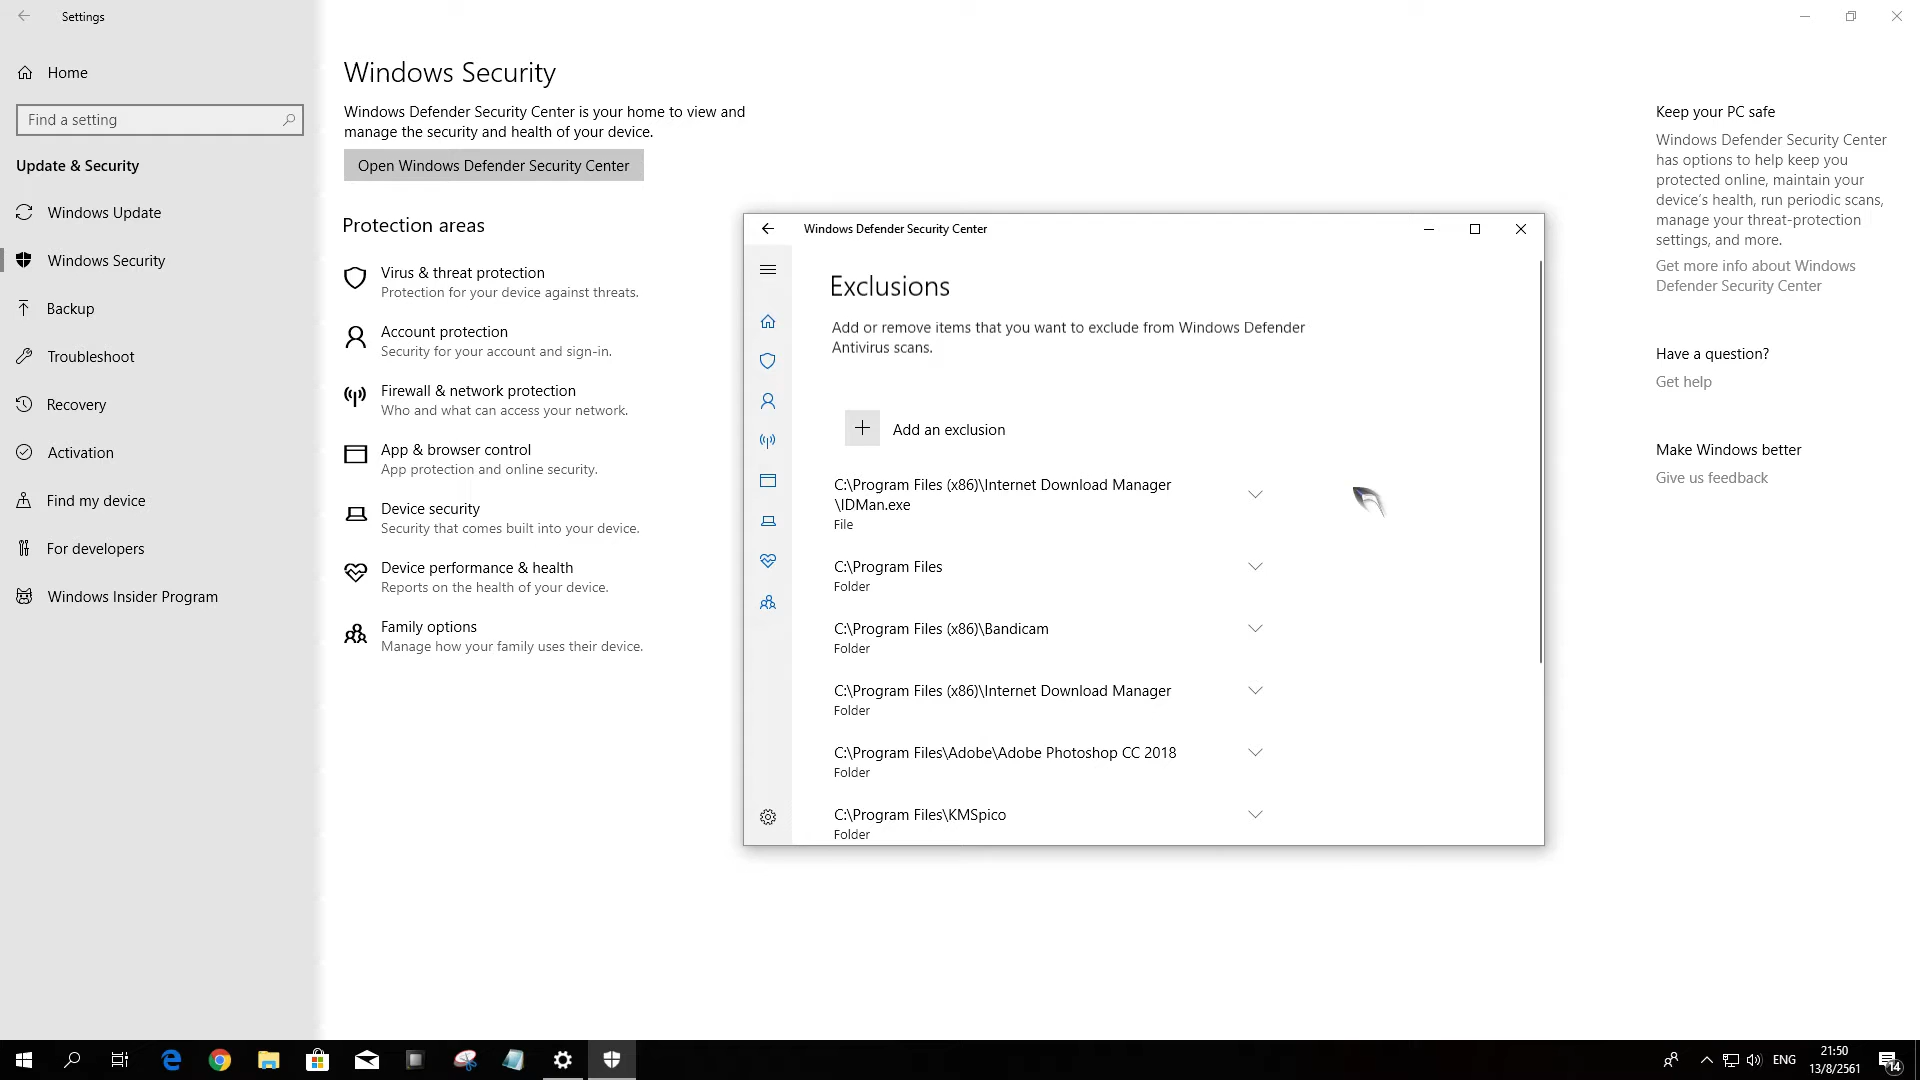 Settings
Home
Find a setting
Update & Security
Windows Update
Windows Security
Backup
Troubleshoot
Recovery
Activation
Find my device
For developers
Windows Insider Program
Windows Security
Windows Defender Security Center is your home to view and
manage the security and health of your device.
Open Windows Defender Security Center
Protection areas
Virus & threat protection
Protection for your device against threats.
Account protection
Security for your account and sign-in.
Firewall & network protection
Who and what can access your network.
App & browser control
App protection and online security.
Device security
Security that comes built into your device.
Device performance & health
Reports on the health of your device.
Family options
Manage how your family uses their device.
Windows Defender Security Center
Exclusions
Add or remove items that you want to exclude from Windows Defender
Antivirus scans.
Add an exclusion
C:\Program Files (x86)\Internet Download Manager
\IDMan.exe
File
C:\Program Files
Folder
C:\Program Files (x86)\Bandicam
Folder
C:\Program Files (x86)\Internet Download Manager
Folder
C:\Program Files\Adobe\Adobe Photoshop CC 2018
Folder
C:\Program Files\KMSpico
Folder
Keep your PC safe
Windows Defender Security Center
has options to help keep you
protected online, maintain your
device's health, run periodic scans,
manage your threat-protection
settings, and more.
Get more info about Windows
Defender Security Center
Have a question?
Get help
Make Windows better
Give us feedback
ENG
21:50
13/8/2561
14